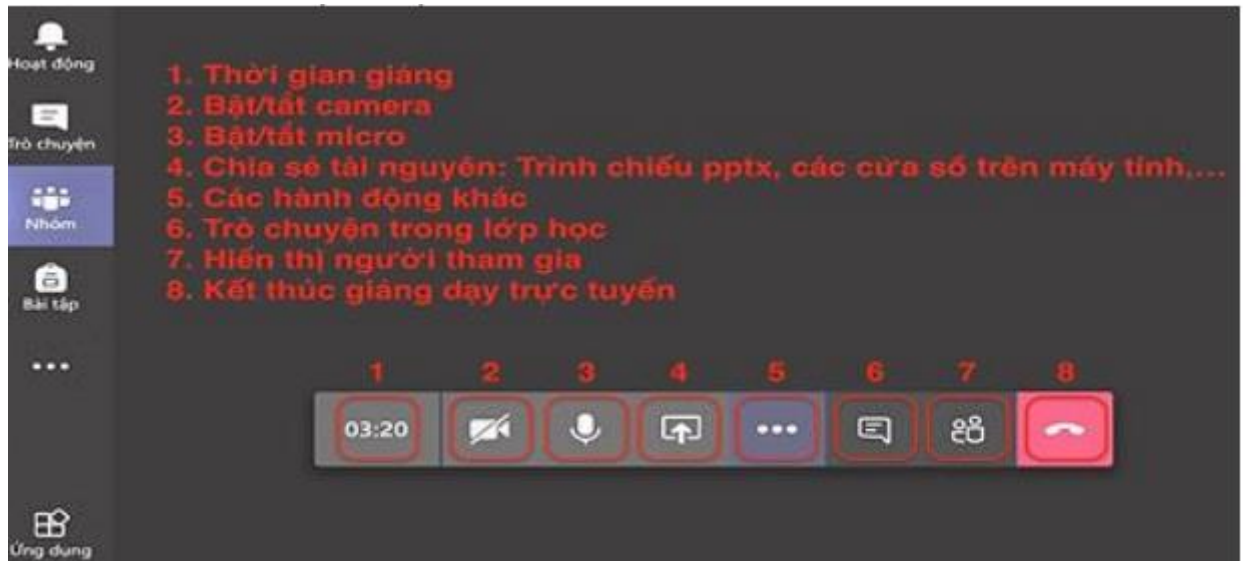 Hoạt động
Trò chuyện
Nhóm
Bài tập
Ứng dụng
1. Thời gian giảng
2. Bật/tắt camera
3. Bật/tắt micro
4. Chia sẻ tài nguyên: Trình chiếu pptx, các cửa sổ trên máy tính,...
5. Các hành động khác
6. Trò chuyện trong lớp học
7. Hiển thị người tham gia
8. Kết thúc giảng dạy trực tuyến
1 2 3 4 5 6 7 8
03:20